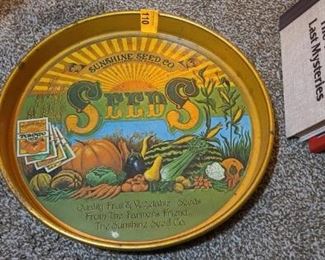 110
SUNSHINE SEED CO.
SEEDS
TOMATO
Quality Fruit & Vegetable Seeds
From The Farmer's Friend...
The Sunshine Seed Co.
Last Mysteries